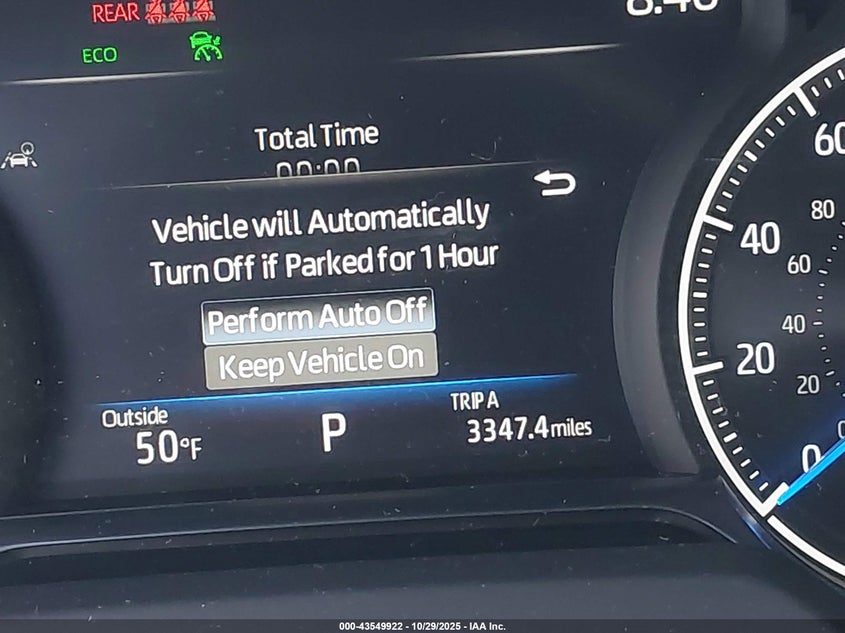 REAR
ECO
Total Time
00:00
Vehicle will Automatically
Turn Off if Parked for 1 Hour
Perform Auto Off
Keep Vehicle On
Outside
50°F
P
TRIP A
3347.4 miles
60
80
40
60
40
20
20
0
000-43549922 - 10/29/2025 - IAA Inc.